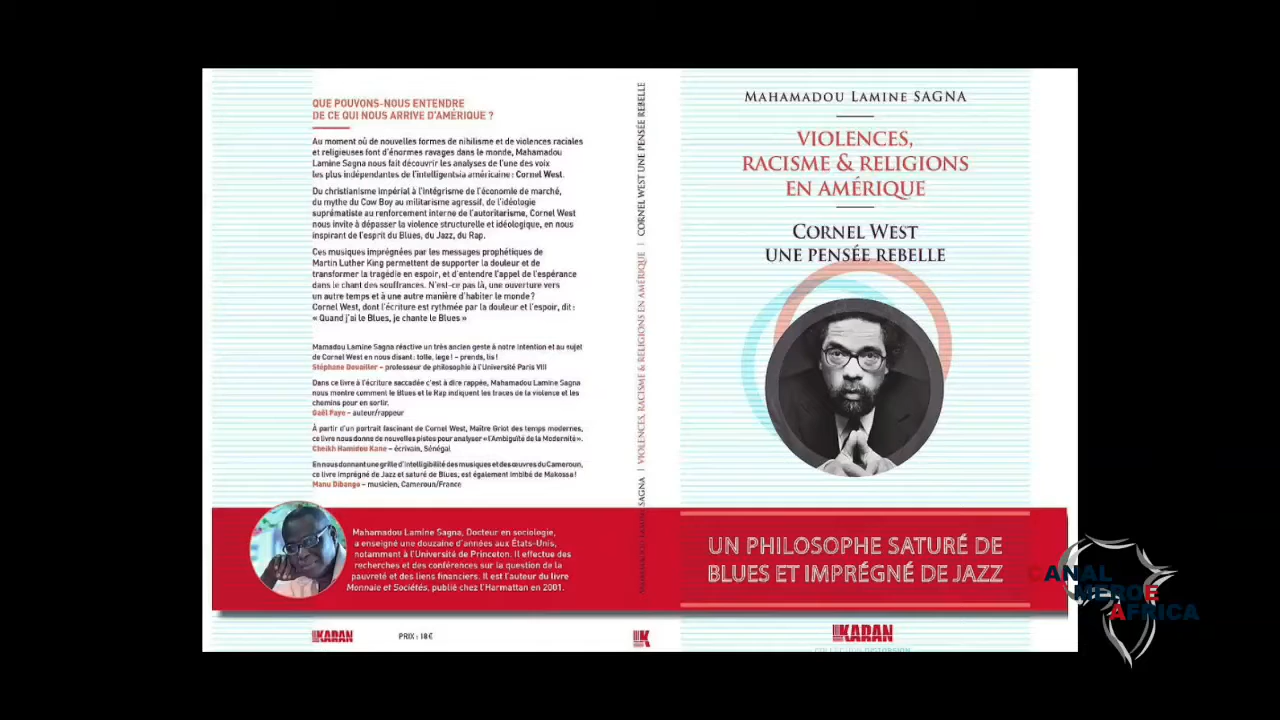 QUE POUVONS-NOUS ENTENDRE
DE CE QUI NOUS ARRIVE D'AMÉRIQUE ?
Au moment où de nouvelles formes de nihilisme et de violences raciales
et religieuses font d'énormes ravages dans le monde, Mahamadou
Lamine Sagna nous fait découvrir les analyses de l'une des voix
les plus indépendantes de l'intelligentsia américaine : Cornel West.
Du christianisme impérial à l'intégrisme de l'économie de marché,
du mythe du Cow Boy au militarisme agressif, de l'idéologie
suprématiste au renforcement interne de l'autoritarisme, Cornel West
nous invite à dépasser la violence structurelle et idéologique, en nous
inspirant de l'esprit du Blues, du Jazz, du Rap.
Ces musiques imprégnées par les messages prophétiques de
Martin Luther King permettent de supporter la douleur et de
transformer la tragédie en espoir, et d'entendre l'appel de l'espérance
dans le chant des souffrances. N'est-ce pas là, une ouverture vers
un autre temps et à une autre manière d'habiter le monde ?
Cornel West, dont l'écriture est rythmée par la douleur et l'espoir, dit :
« Quand j'ai le Blues, je chante le Blues »
Mamadou Lamine Sagna réactive un très ancien geste à notre intention et au sujet
de Cornel West en nous disant : tolle, lege ! – prends, lis !
Stéphane Douailler – professeur de philosophie à l'Université Paris VIII
Dans ce livre à l'écriture saccadée c'est à dire rappée, Mahamadou Lamine Sagna
nous montre comment le Blues et le Rap indiquent les traces de la violence et les
chemins pour en sortir.
Gaël Faye – auteur/rappeur
À partir d'un portrait fascinant de Cornel West, Maître Griot des temps modernes,
ce livre nous donne de nouvelles pistes pour analyser « l'Ambiguïté de la Modernité ».
Cheikh Hamidou Kane – écrivain, Sénégal
En nous donnant une grille d'intelligibilité des musiques et des œuvres du Cameroun,
ce livre imprégné de Jazz et saturé de Blues, est également imbibé de Makossa !
Manu Dibango – musicien, Cameroun/France
Mahamadou Lamine Sagna, Docteur en sociologie,
a enseigné une douzaine d'années aux États-Unis,
notamment à l'Université de Princeton. Il effectue des
recherches et des conférences sur la question de la
pauvreté et des liens financiers. Il est l'auteur du livre
Monnaie et Sociétés, publié chez l'Harmattan en 2001.
KARAN
PRIX : 18 €
MAHAMADOU LAMINE SAGNA | VIOLENCES, RACISME & RELIGIONS EN AMÉRIQUE | CORNEL WEST UNE PENSÉE REBELLE
K
MAHAMADOU LAMINE SAGNA
VIOLENCES,
RACISME & RELIGIONS
EN AMÉRIQUE
CORNEL WEST
UNE PENSÉE REBELLE
UN PHILOSOPHE SATURÉ DE
BLUES ET IMPRÉGNÉ DE JAZZ
KARAN
CANAL
MEROE
AFRICA